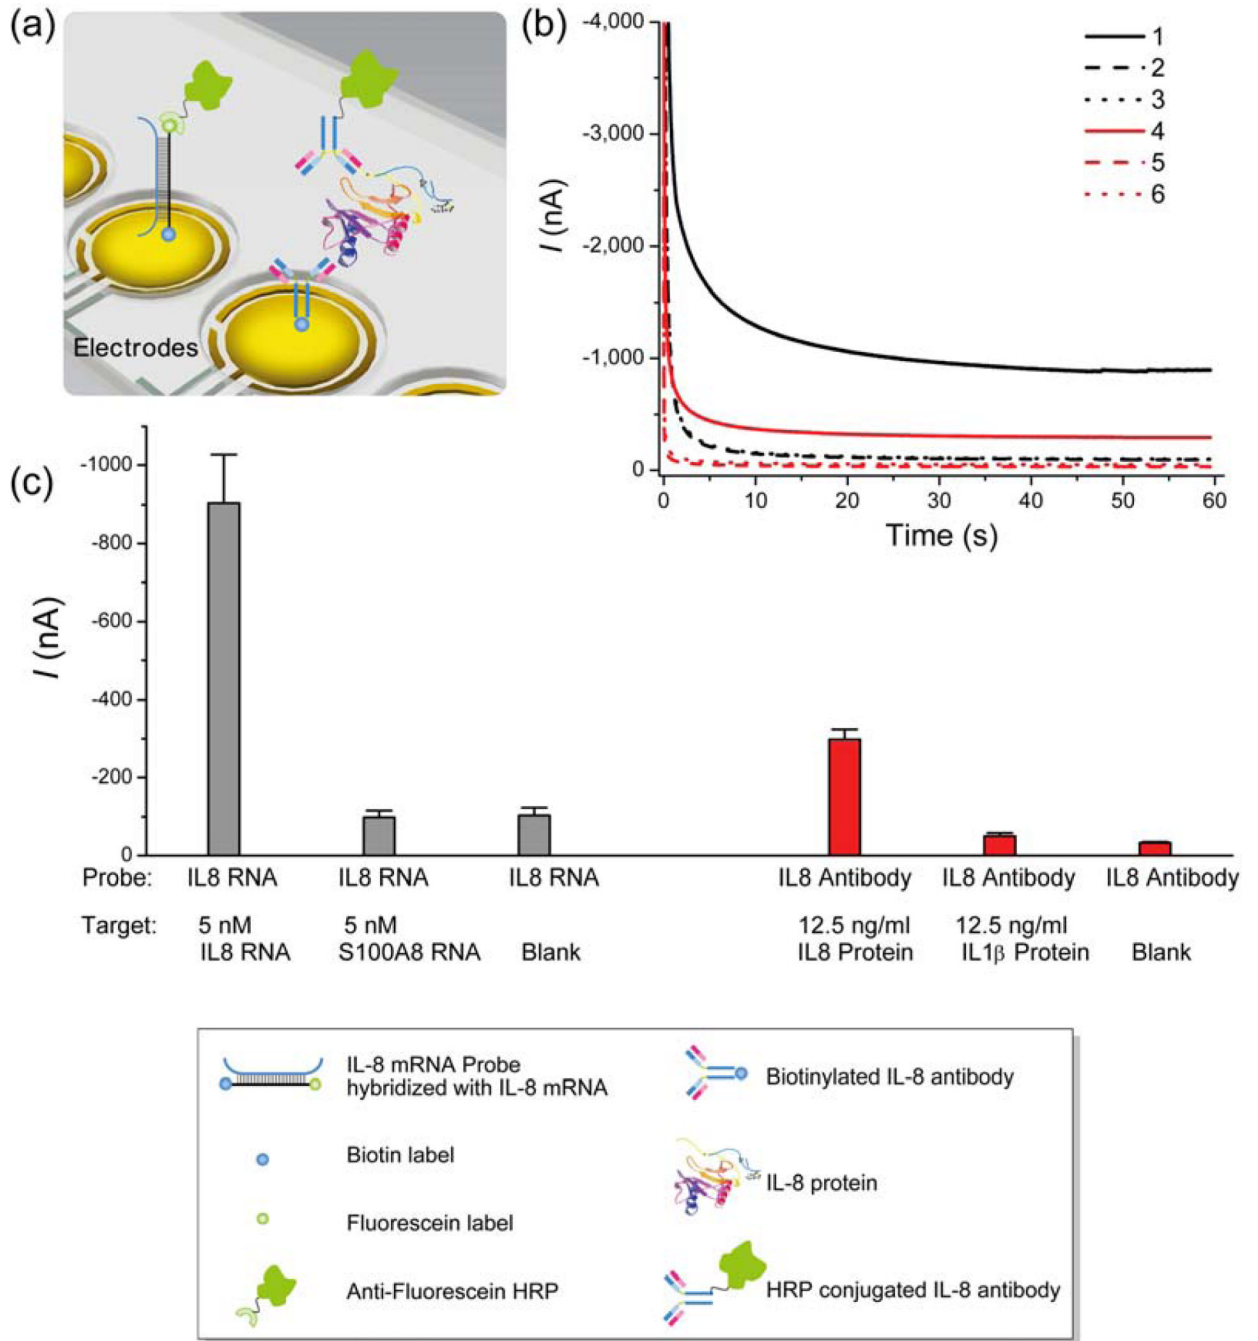 (a)
Electrodes
(b)
-4,000
-3,000
-2,000
-1,000
0
I (nA)
0 10 20 30 40 50 60
Time (s)
1
2
3
4
5
6
(c)
-1000
-800
-600
-400
-200
0
I (nA)
Probe: IL8 RNA IL8 RNA IL8 RNA IL8 Antibody IL8 Antibody IL8 Antibody
Target: 5 nM 5 nM 12.5 ng/ml 12.5 ng/ml
IL8 RNA S100A8 RNA Blank IL8 Protein IL1β Protein Blank
IL-8 mRNA Probe
hybridized with IL-8 mRNA
Biotin label
Fluorescein label
Anti-Fluorescein HRP
Biotinylated IL-8 antibody
IL-8 protein
HRP conjugated IL-8 antibody